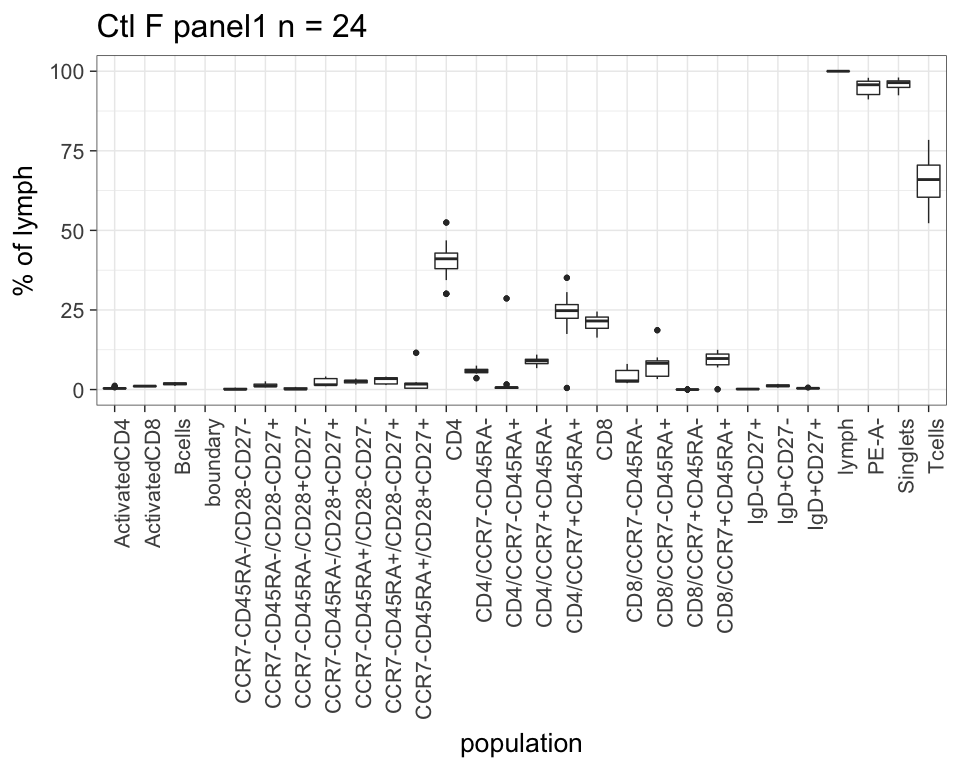 Ctl F panel1 n = 24
100
75
50
25
0
% of lymph
ActivatedCD4
ActivatedCD8
Bcells
boundary
CCR7-CD45RA-/CD28-CD27-
CCR7-CD45RA-/CD28-CD27+
CCR7-CD45RA-/CD28+CD27-
CCR7-CD45RA-/CD28+CD27+
CCR7-CD45RA+/CD28-CD27-
CCR7-CD45RA+/CD28-CD27+
CCR7-CD45RA+/CD28+CD27+
CD4
CD4/CCR7-CD45RA-
CD4/CCR7-CD45RA+
CD4/CCR7+CD45RA-
CD4/CCR7+CD45RA+
CD8
CD8/CCR7-CD45RA-
CD8/CCR7-CD45RA+
CD8/CCR7+CD45RA-
CD8/CCR7+CD45RA+
IgD-CD27+
IgD+CD27-
IgD+CD27+
lymph
PE-A-
Singlets
Tcells
population